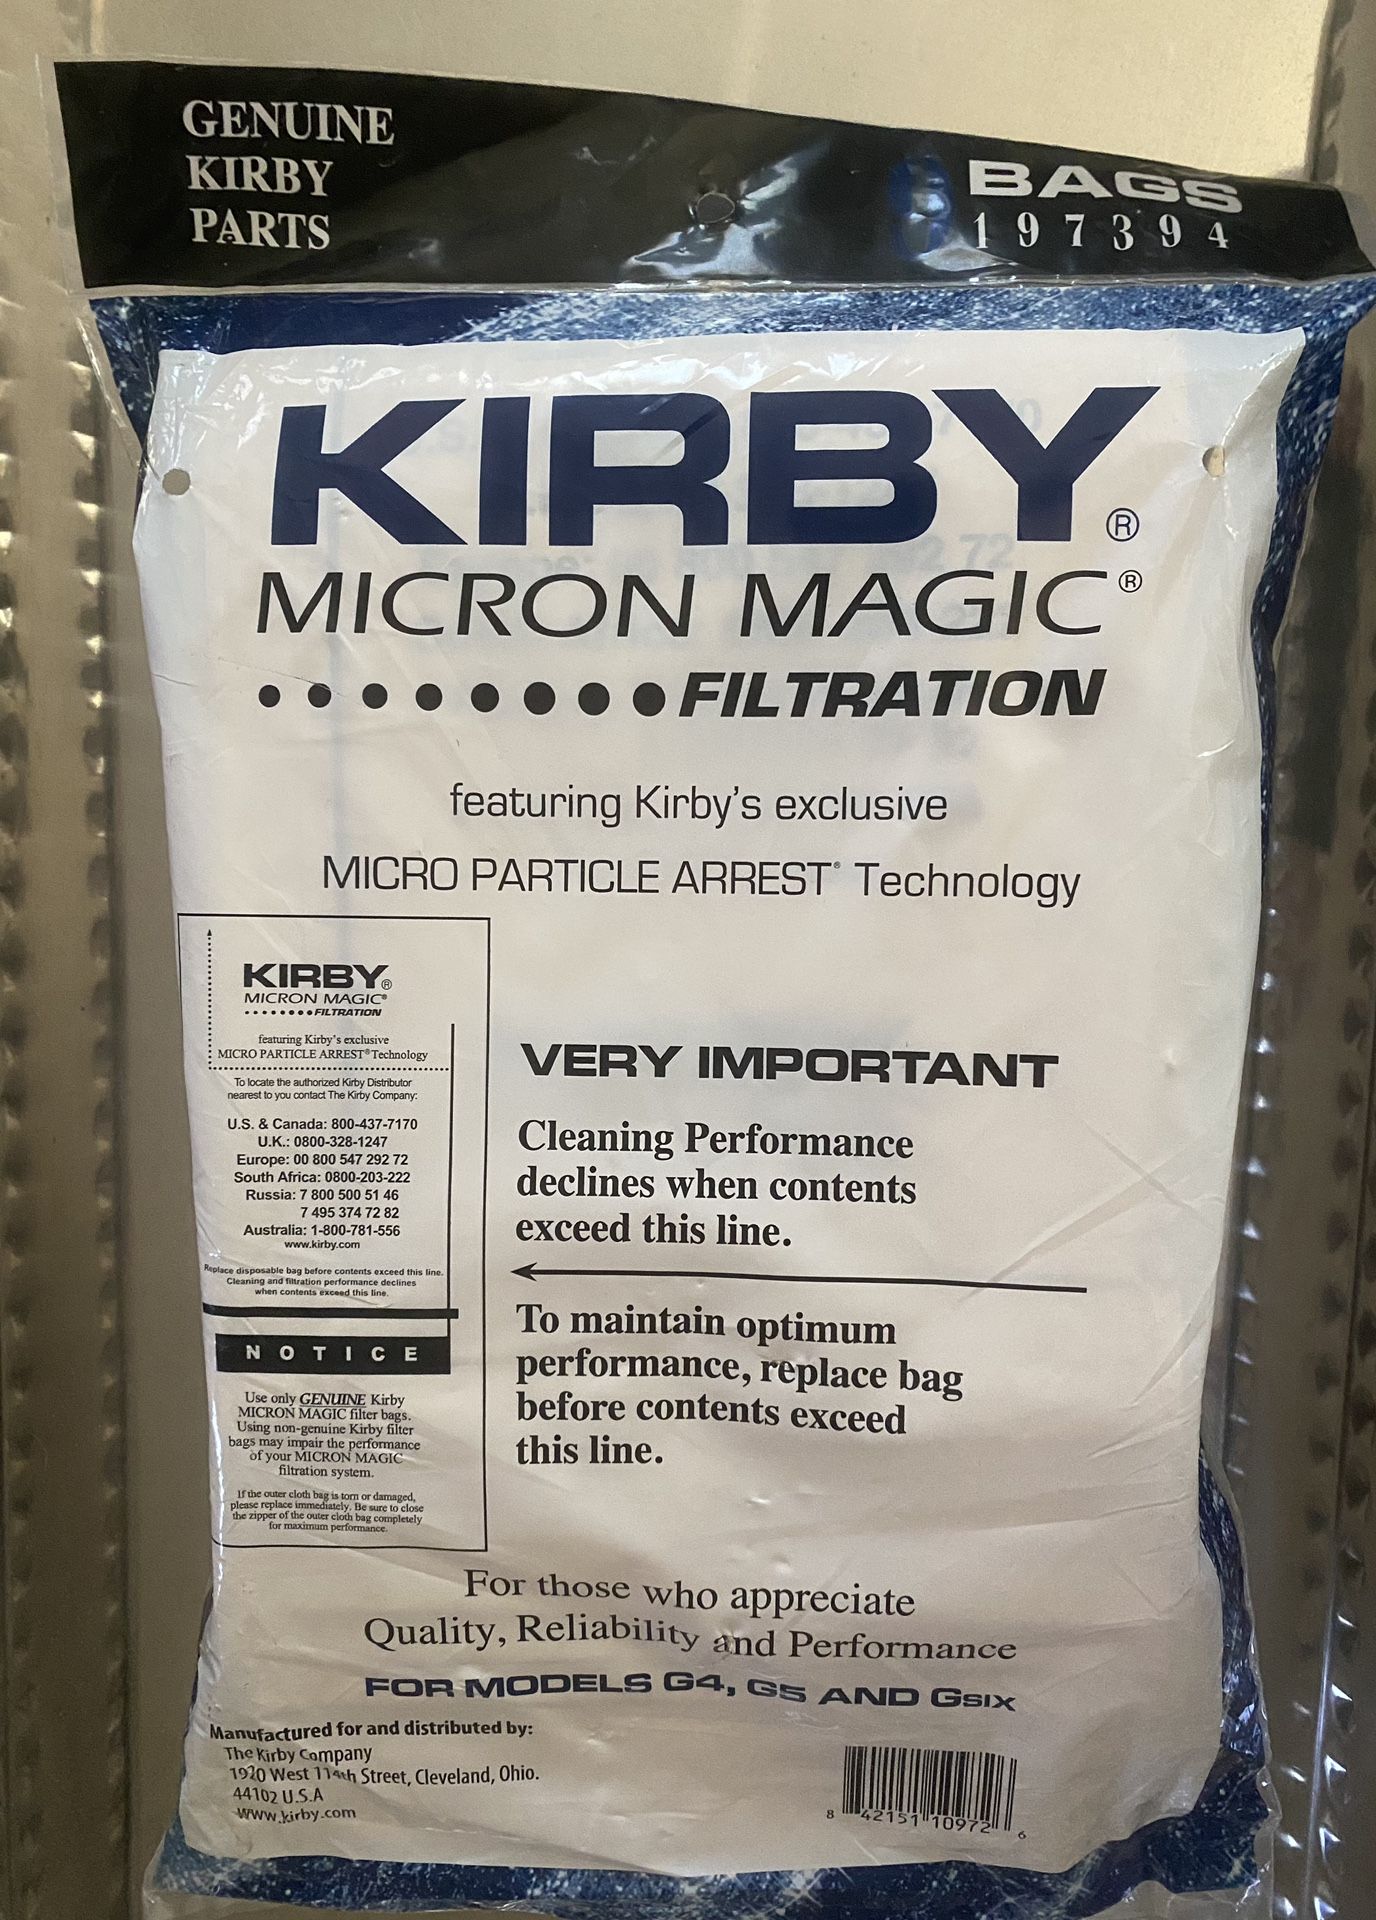 GENUINE
KIRBY
PARTS
BAGS
197394
KIRBY®
MICRON MAGIC®
FILTRATION
featuring Kirby's exclusive
MICRO PARTICLE ARREST® Technology
KIRBY®
MICRON MAGIC®
FILTRATION
featuring Kirby's exclusive
MICRO PARTICLE ARREST® Technology
To locate the authorized Kirby Distributor
nearest to you contact The Kirby Company:
U.S. & Canada: 800-437-7170
U.K.: 0800-328-1247
Europe: 00 800 547 292 72
South Africa: 0800-203-222
Russia: 7 800 500 51 46
7 495 374 72 82
Australia: 1-800-781-556
www.kirby.com
Replace disposable bag before contents exceed this line.
Cleaning and filtration performance declines
when contents exceed this line.
NOTICE
Use only GENUINE Kirby
MICRON MAGIC filter bags.
Using non-genuine Kirby filter
bags may impair the performance
of your MICRON MAGIC
filtration system.
If the outer cloth bag is torn or damaged,
please replace immediately. Be sure to close
the zipper of the outer cloth bag completely
for maximum performance.
VERY IMPORTANT
Cleaning Performance
declines when contents
exceed this line.
To maintain optimum
performance, replace bag
before contents exceed
this line.
For those who appreciate
Quality, Reliability and Performance
FOR MODELS G4, G5 AND Gsix
Manufactured for and distributed by:
The Kirby Company
1920 West 114th Street, Cleveland, Ohio.
44102 U.S.A
www.kirby.com
8 42151 10972 6